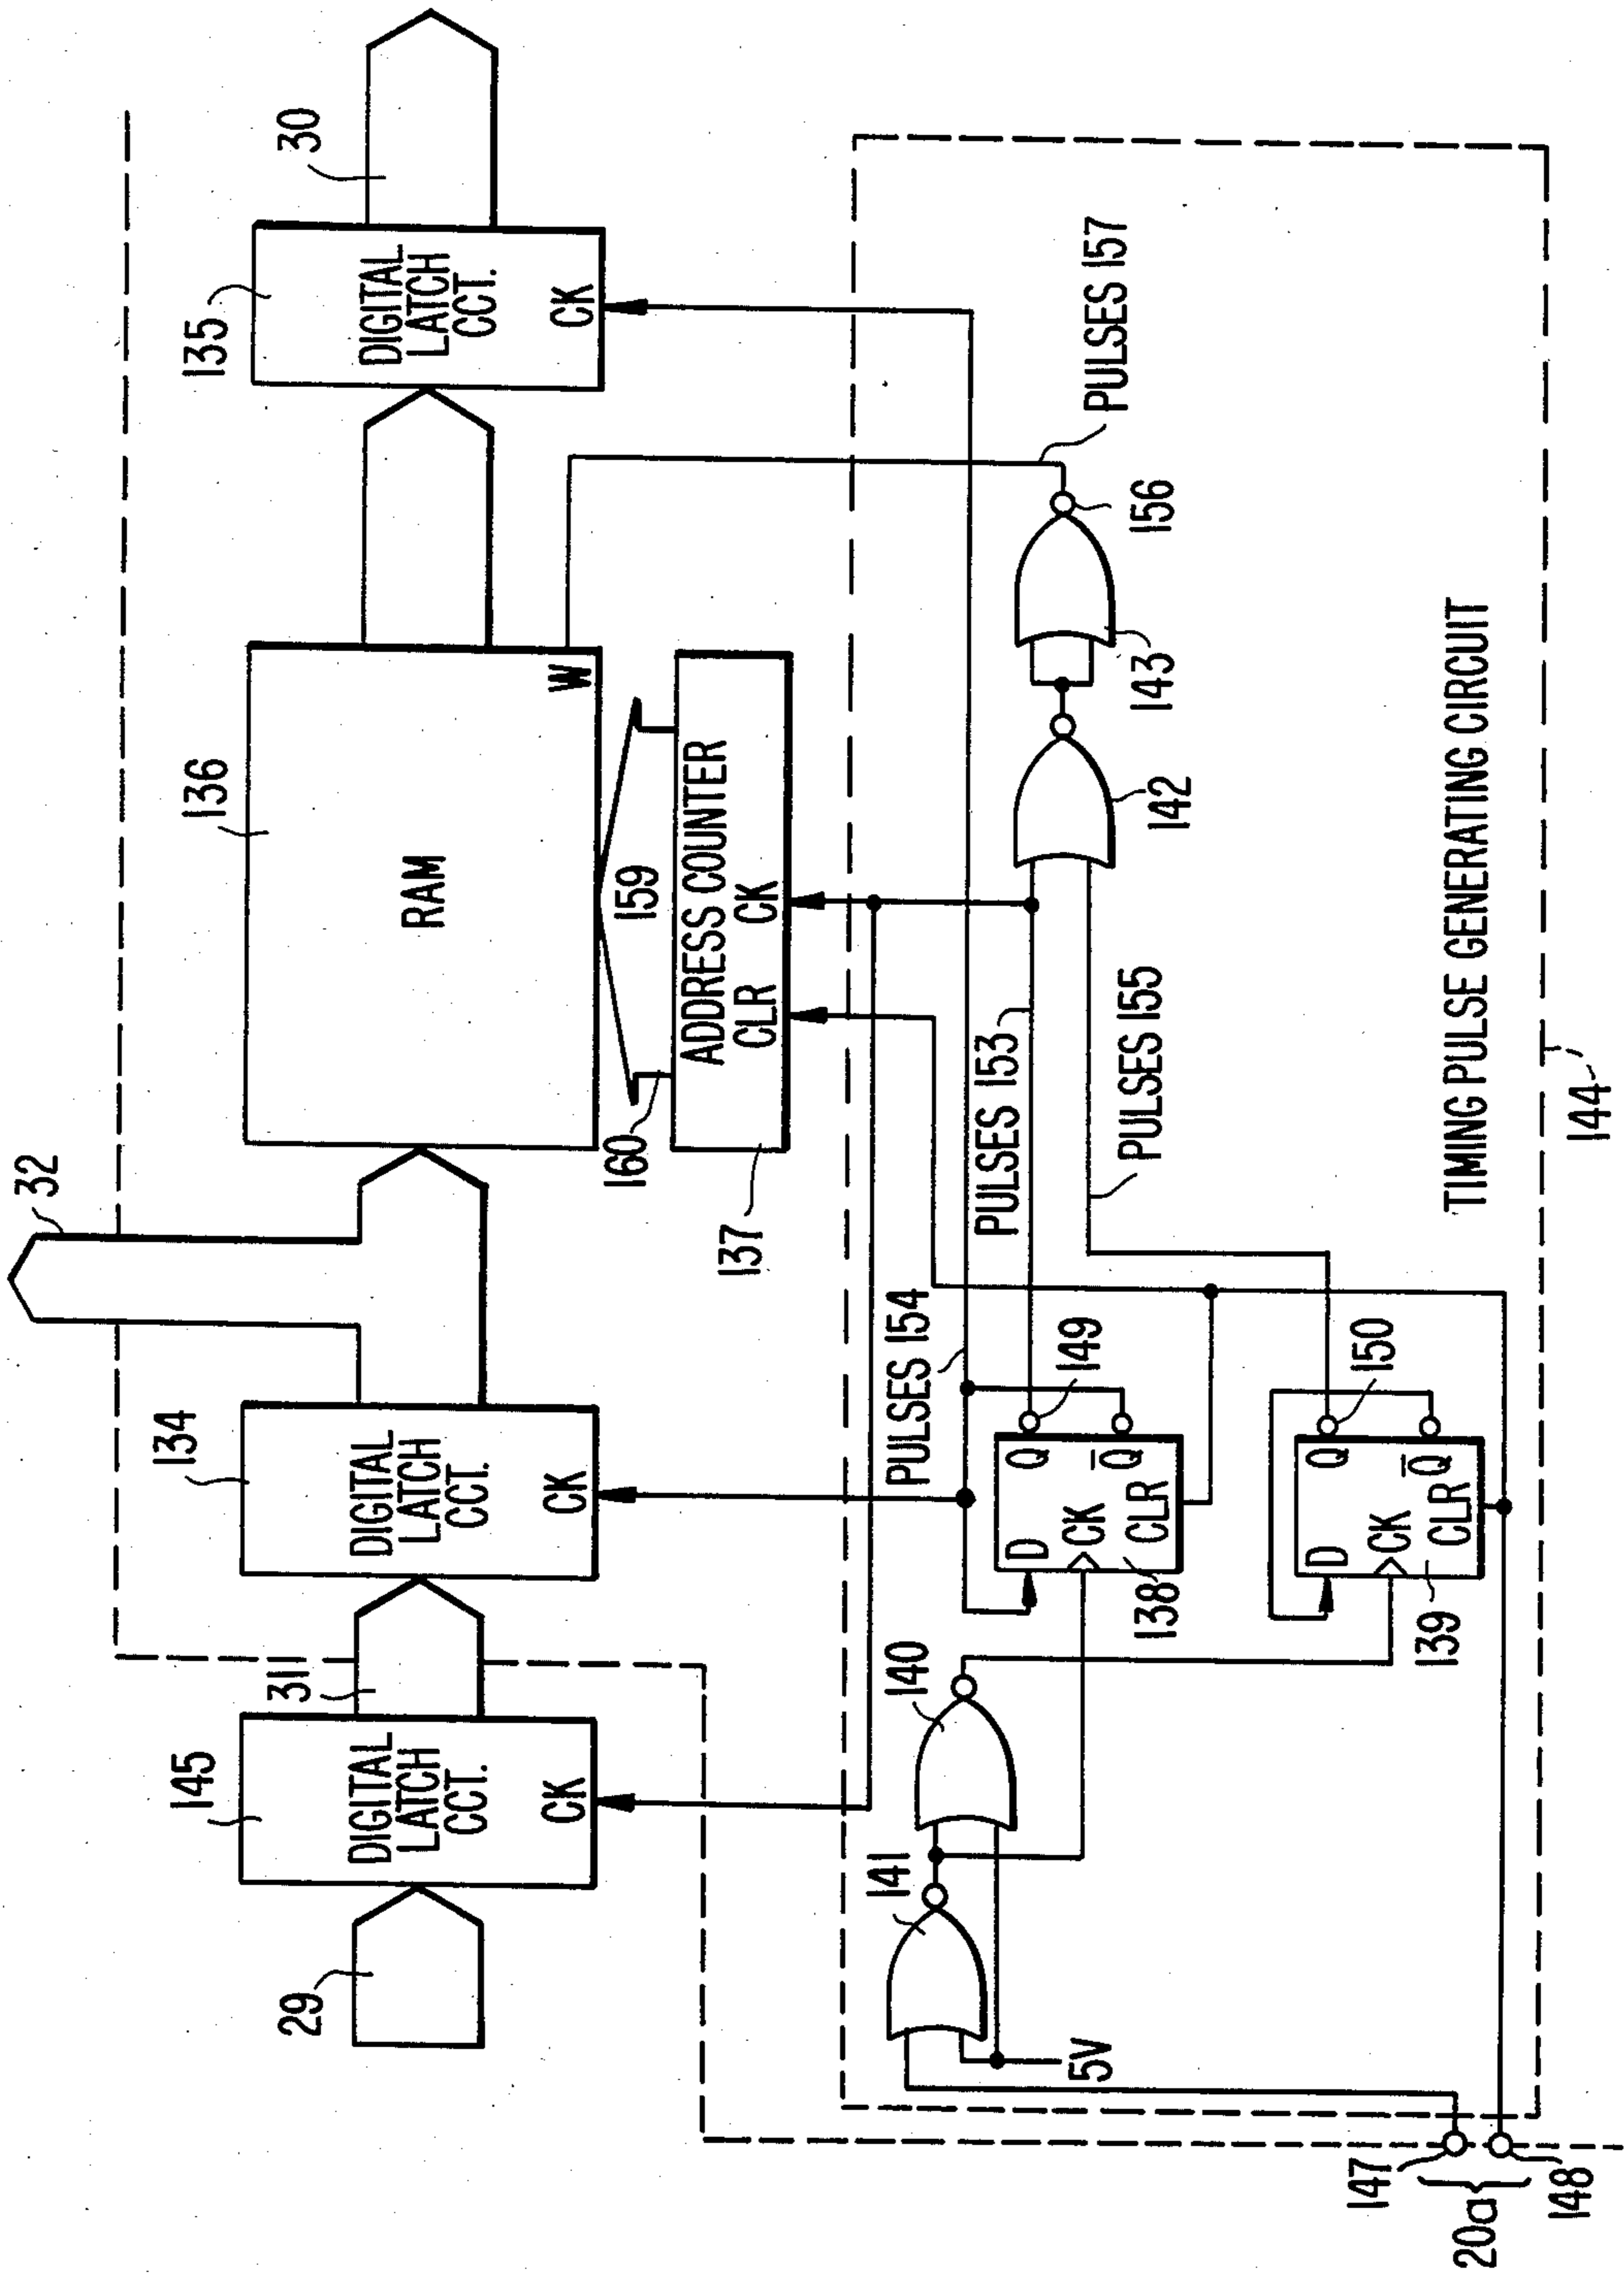 29
145
DIGITAL
LATCH
CCT.
CK
31
134
DIGITAL
LATCH
CCT.
CK
32
136
RAM
W
135
DIGITAL
LATCH
CCT.
CK
30
160
159
137
ADDRESS COUNTER
CLR
CK
PULSES 154
PULSES 153
PULSES 155
PULSES 157
141
140
5V
D
Q
CK
Q̅
CLR
138
149
D
Q
CK
Q̅
CLR
139
150
142
143
156
TIMING PULSE GENERATING CIRCUIT
144
147
20a
148